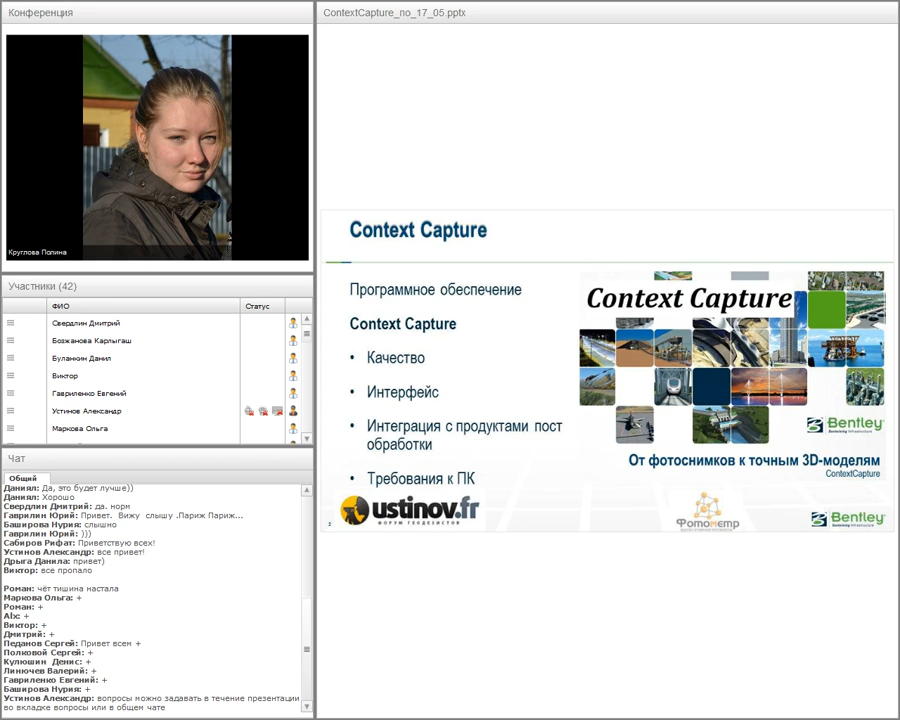 Конференция
Круглова Полина
Участники (42)
ФИО
Статус
Свердлин Дмитрий
Божанова Карлыгаш
Буланкин Данил
Виктор
Гавриленко Евгений
Устинов Александр
Маркова Ольга
Чат
Общий
Даниял: Да, это будет лучше))
Даниял: Хорошо
Свердлин Дмитрий: да. норм
Гаврилин Юрий: Привет. Вижу слышу .Париж Париж...
Баширова Нурия: слышно
Гаврилин Юрий: )))
Сабиров Рифат: Приветствую всех!
Устинов Александр: все привет!
Дрыга Данила: привет)
Виктор: все пропало
Роман: чёт тишина настала
Маркова Ольга: +
Роман: +
Alx: +
Виктор: +
Дмитрий: +
Педанов Сергей: Привет всем +
Полковой Сергей: +
Кулюшин Денис: +
Линючев Валерий: +
Гавриленко Евгений: +
Баширова Нурия: +
Устинов Александр: вопросы можно задавать в течение презентации
во вкладке вопросы или в общем чате
ContextCapture_по_17_05.pptx
Context Capture
Программное обеспечение
Context Capture
• Качество
• Интерфейс
• Интеграция с продуктами пост
обработки
• Требования к ПК
Context Capture
Bentley
Sustaining Infrastructure
От фотоснимков к точным 3D-моделям
ContextCapture
2
ustinov.fr
ФОРУМ ГЕОДЕЗИСТОВ
Фотометр
Bentley